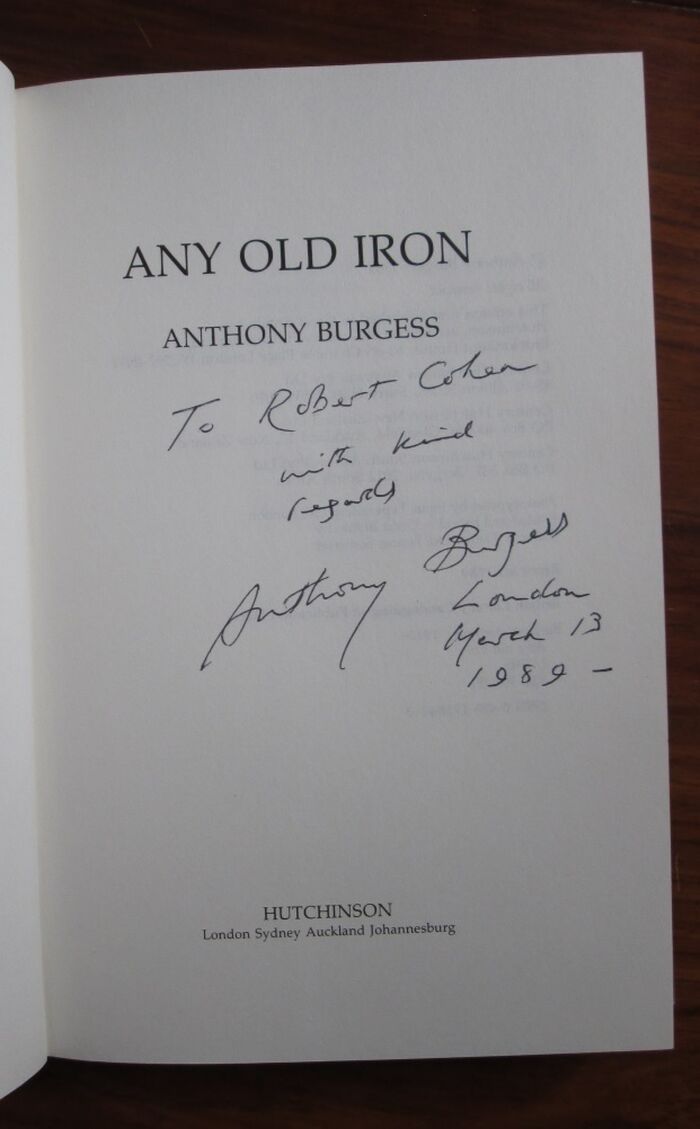 ANY OLD IRON
ANTHONY BURGESS
To Robert Cohen
with kind
regards
Anthony Burgess
London
March 13
1989 –
HUTCHINSON
London Sydney Auckland Johannesburg